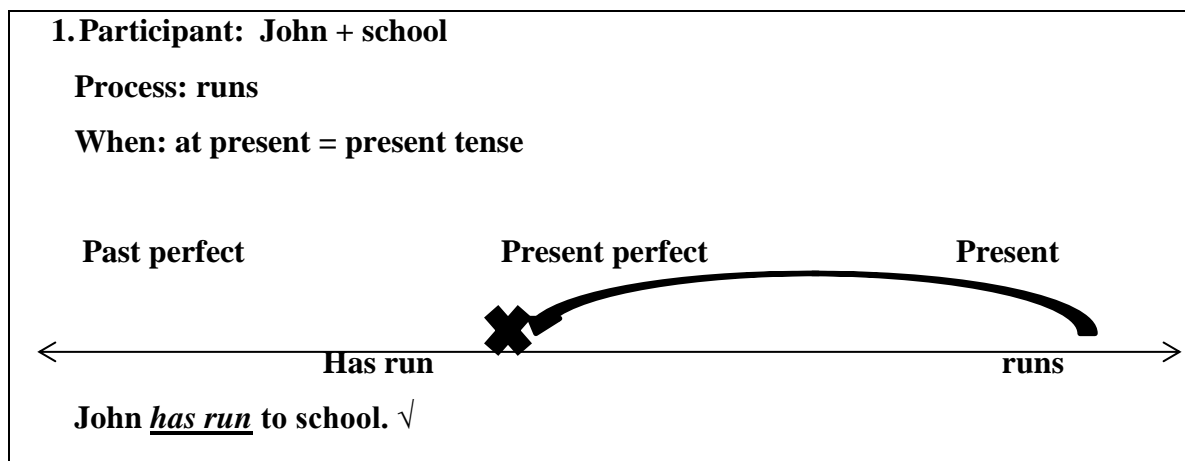 1. Participant: John + school
Process: runs
When: at present = present tense
Past perfect Present perfect Present
Has run runs
John has run to school. √